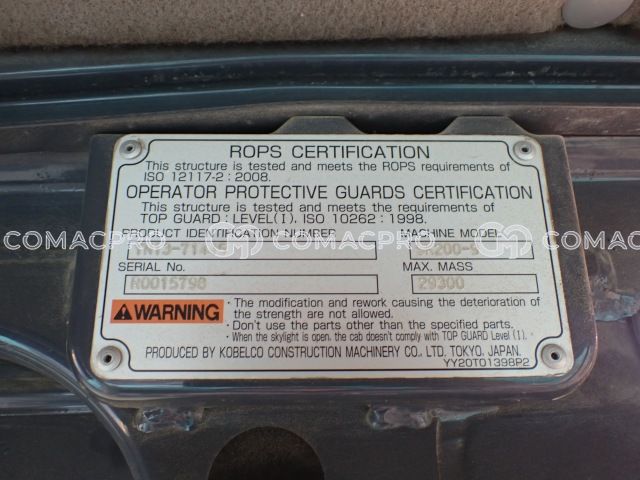 ROPS CERTIFICATION
This structure is tested and meets the ROPS requirements of
ISO 12117-2 : 2008.
OPERATOR PROTECTIVE GUARDS CERTIFICATION
This structure is tested and meets the requirements of
TOP GUARD : LEVEL(I). ISO 10262 : 1998.
PRODUCT IDENTIFICATION NUMBER MACHINE MODEL
COMACPRO COMACPRO COMACPRO
SERIAL No. MAX. MASS
R0015798 29300
WARNING
• The modification and rework causing the deterioration of
the strength are not allowed.
• Don't use the parts other than the specified parts.
• When the skylight is open, the cab doesn't comply with TOP GUARD Level (I).
PRODUCED BY KOBELCO CONSTRUCTION MACHINERY CO., LTD. TOKYO, JAPAN.
YY20T01398P2